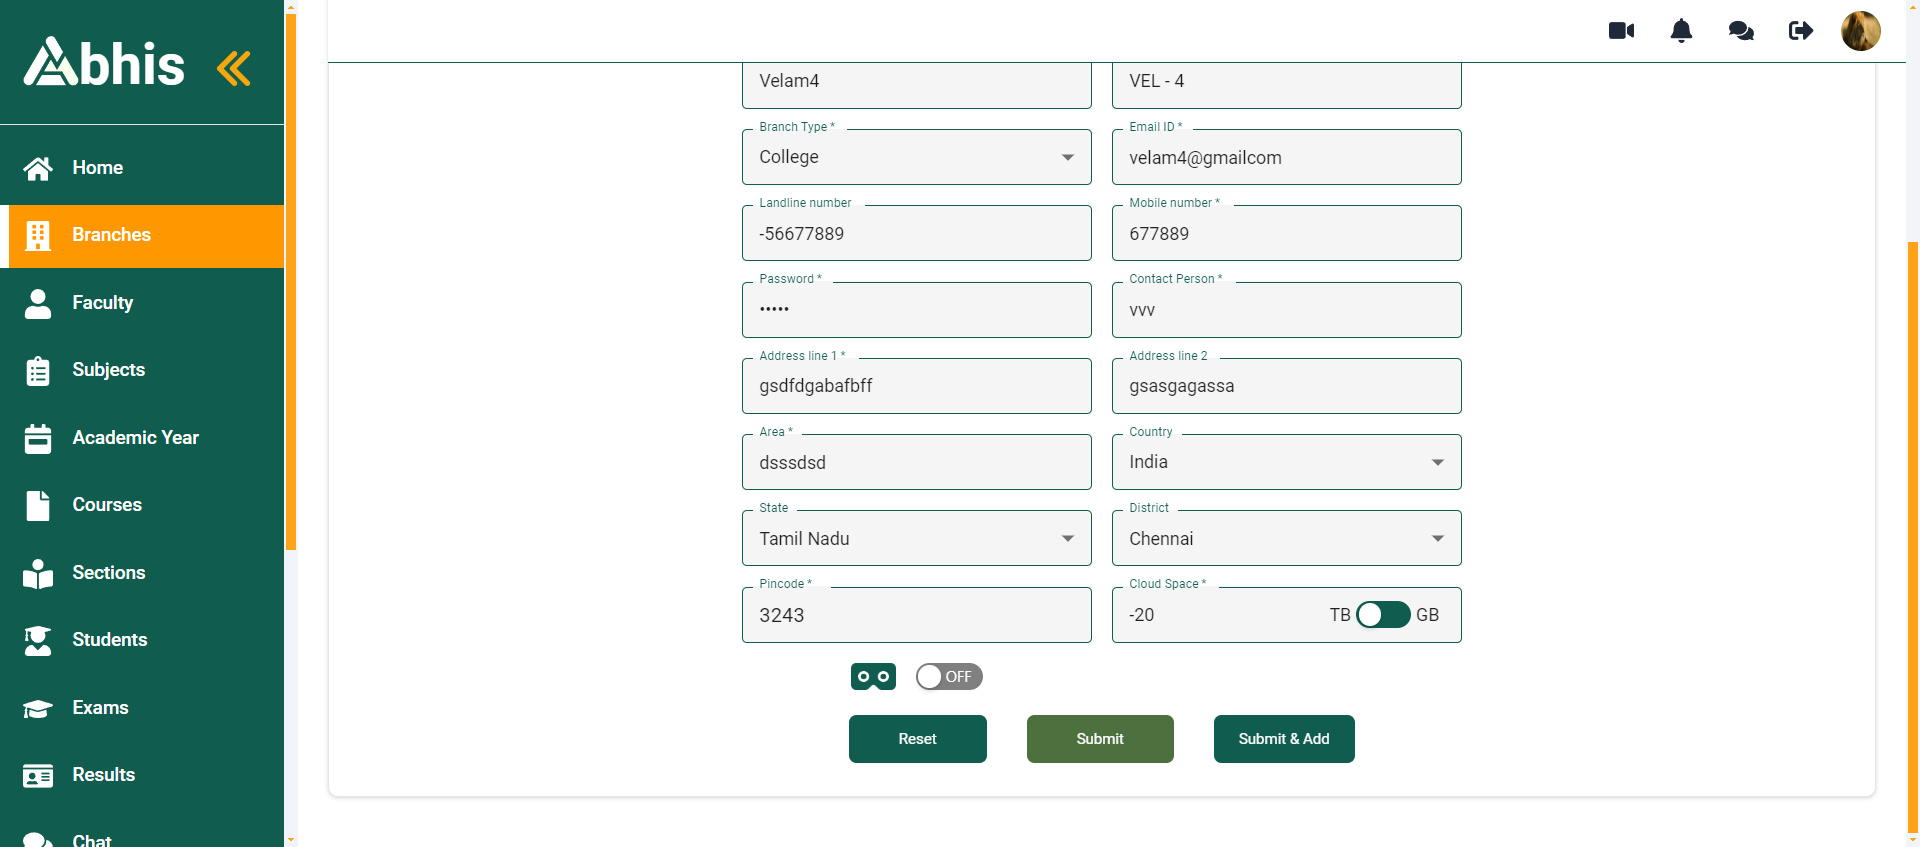 Abhis
Home
Branches
Faculty
Subjects
Academic Year
Courses
Sections
Students
Exams
Results
Chat
Velam4
VEL - 4
Branch Type *
College
Email ID *
velam4@gmailcom
Landline number
-56677889
Mobile number *
677889
Password *
•••••
Contact Person *
vvv
Address line 1 *
gsdfdgabafbff
Address line 2
gsasgagassa
Area *
dsssdsd
Country
India
State
Tamil Nadu
District
Chennai
Pincode *
3243
Cloud Space *
-20 TB GB
OFF
Reset
Submit
Submit & Add